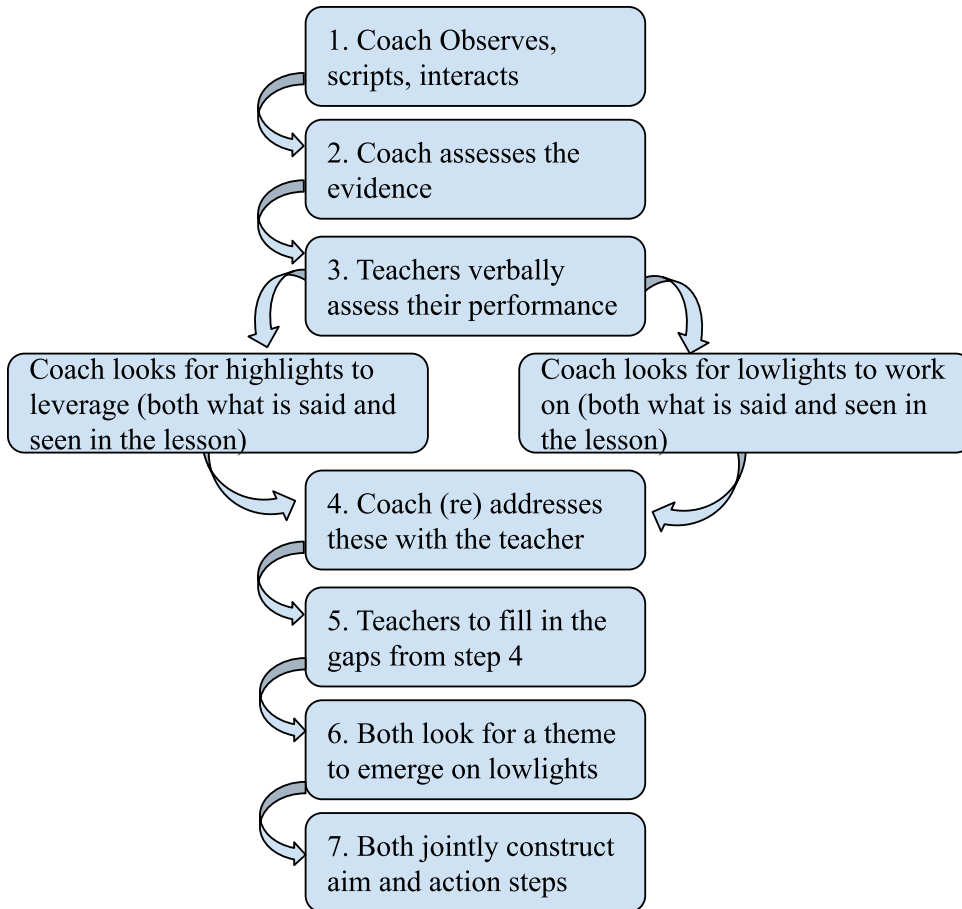 1. Coach Observes,
scripts, interacts
2. Coach assesses the
evidence
3. Teachers verbally
assess their performance
Coach looks for highlights to
leverage (both what is said and
seen in the lesson)
Coach looks for lowlights to work
on (both what is said and seen in
the lesson)
4. Coach (re) addresses
these with the teacher
5. Teachers to fill in the
gaps from step 4
6. Both look for a theme
to emerge on lowlights
7. Both jointly construct
aim and action steps